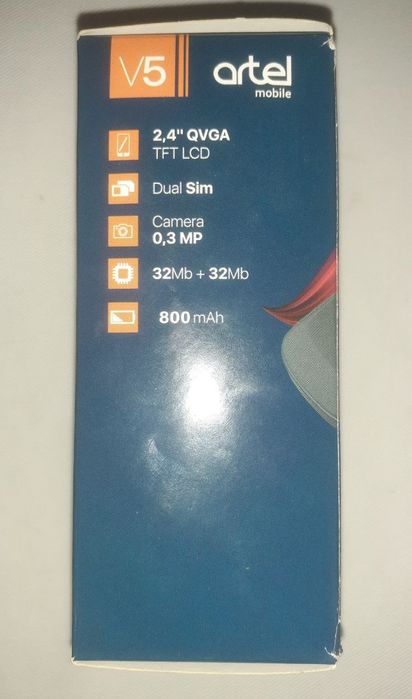 V5
artel
mobile
2,4" QVGA
TFT LCD
Dual Sim
Camera
0,3 MP
32Mb + 32Mb
800 mAh